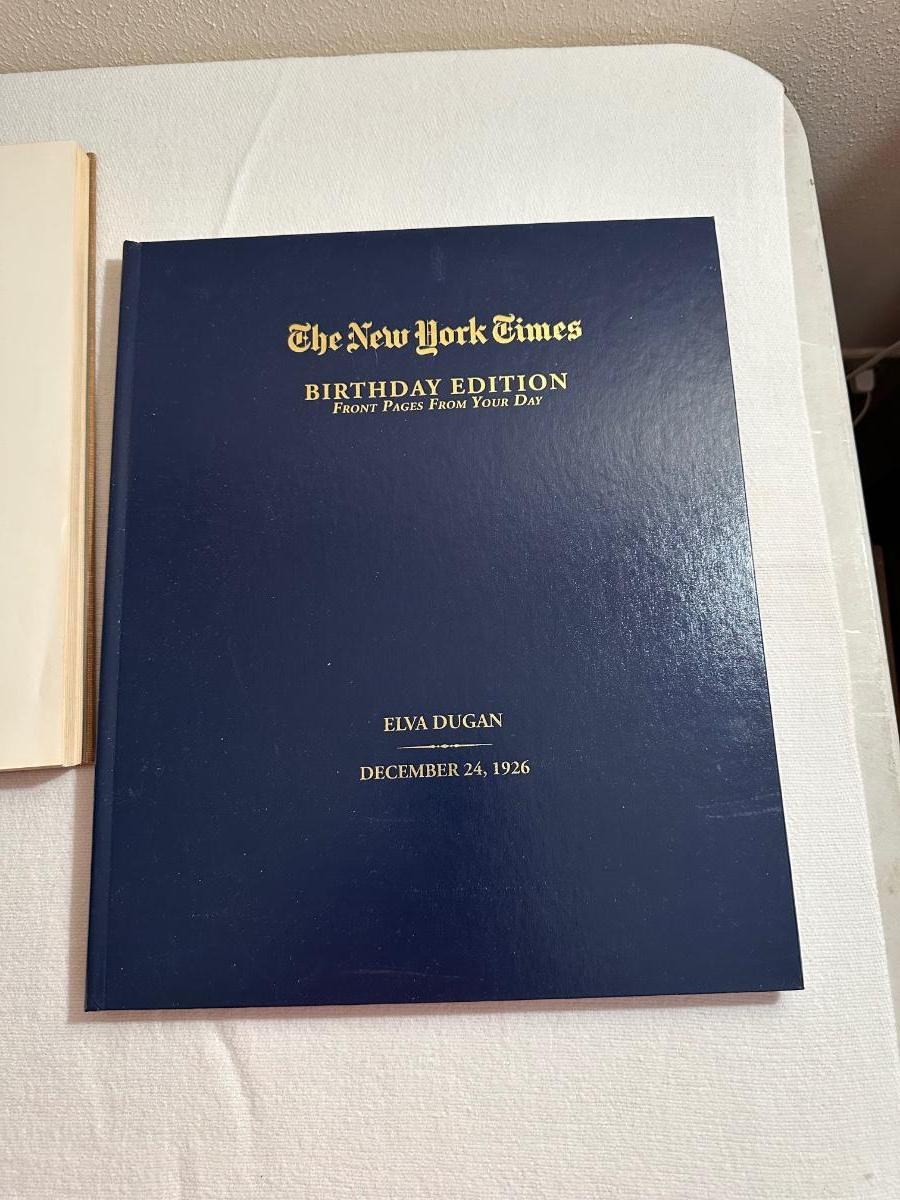 The New York Times
BIRTHDAY EDITION
FRONT PAGES FROM YOUR DAY
ELVA DUGAN
DECEMBER 24, 1926